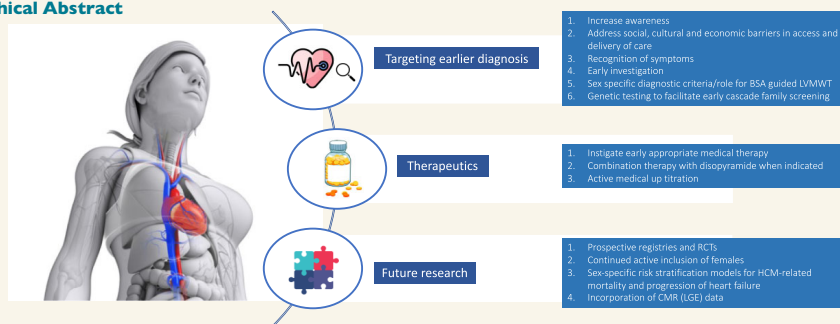 hical Abstract
Targeting earlier diagnosis
1. Increase awareness
2. Address social, cultural and economic barriers in access and
delivery of care
3. Recognition of symptoms
4. Early investigation
5. Sex specific diagnostic criteria/role for BSA guided LVMWT
6. Genetic testing to facilitate early cascade family screening
Therapeutics
1. Instigate early appropriate medical therapy
2. Combination therapy with disopyramide when indicated
3. Active medical up titration
Future research
1. Prospective registries and RCTs
2. Continued active inclusion of females
3. Sex-specific risk stratification models for HCM-related
mortality and progression of heart failure
4. Incorporation of CMR (LGE) data